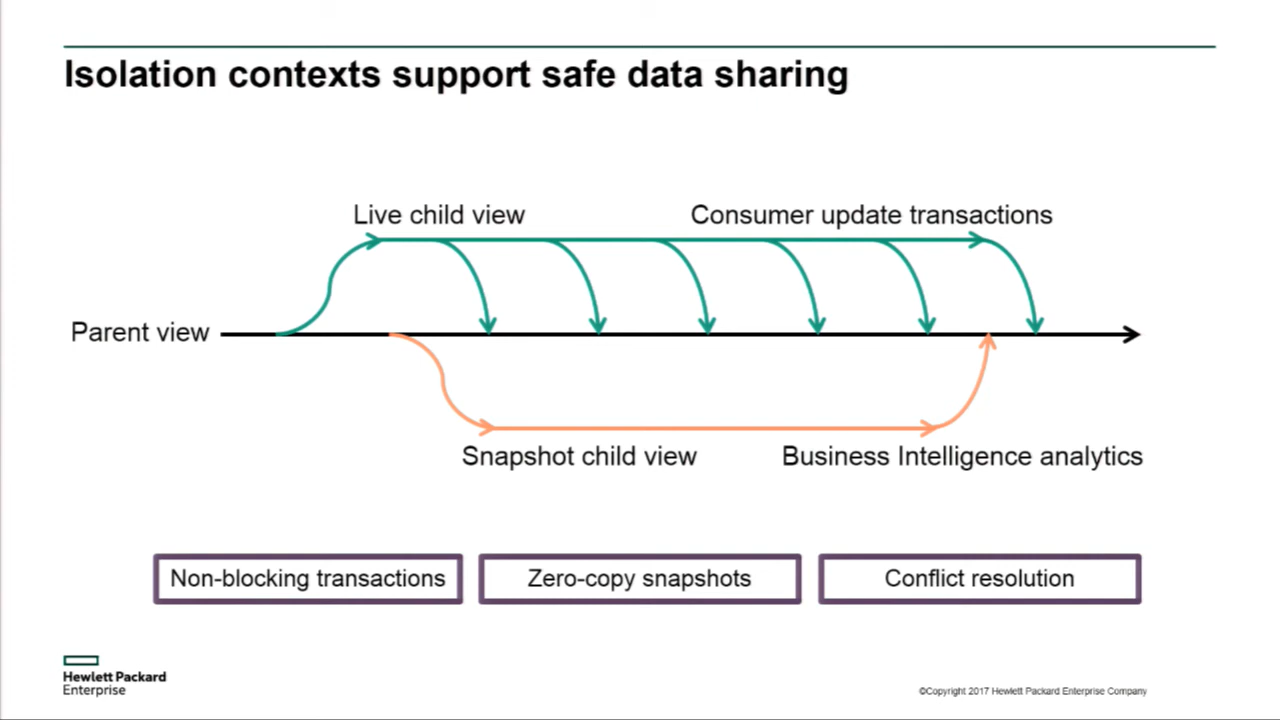 Isolation contexts support safe data sharing
Live child view
Consumer update transactions
Parent view
Snapshot child view
Business Intelligence analytics
Non-blocking transactions
Zero-copy snapshots
Conflict resolution
Hewlett Packard
Enterprise
©Copyright 2017 Hewlett Packard Enterprise Company